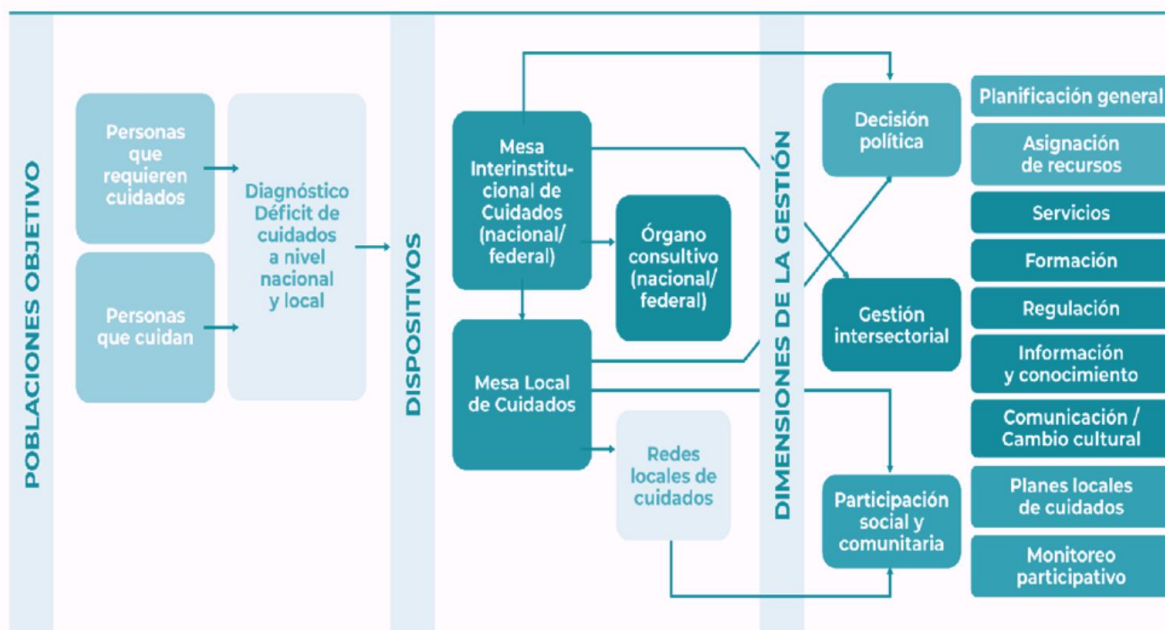 POBLACIONES OBJETIVO
Personas
que
requieren
cuidados
Personas
que cuidan
Diagnóstico
Déficit de
cuidados
a nivel
nacional
y local
DISPOSITIVOS
Mesa
Interinstitu-
cional de
Cuidados
(nacional/
federal)
Órgano
consultivo
(nacional/
federal)
Mesa Local
de Cuidados
Redes
locales de
cuidados
DIMENSIONES DE LA GESTIÓN
Decisión
política
Gestión
intersectorial
Participación
social y
comunitaria
Planificación general
Asignación
de recursos
Servicios
Formación
Regulación
Información
y conocimiento
Comunicación /
Cambio cultural
Planes locales
de cuidados
Monitoreo
participativo